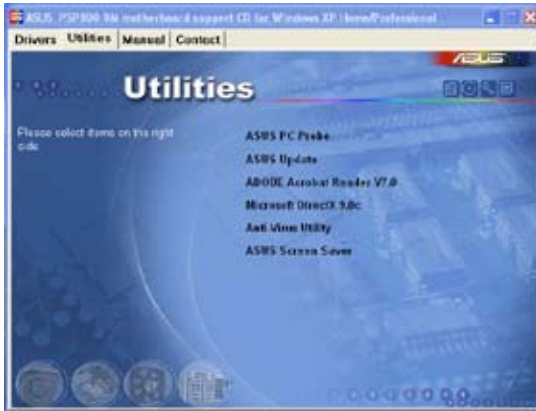 ASUS P5P800-VM motherboard support CD for Windows XP Home/Professional
Drivers Utilities Manual Contact
ASUS
Utilities
Please select items on the right
side.
ASUS PC Probe
ASUS Update
ADOBE Acrobat Reader V7.0
Microsoft DirectX 9.0c
Anti-Virus Utility
ASUS Screen Saver